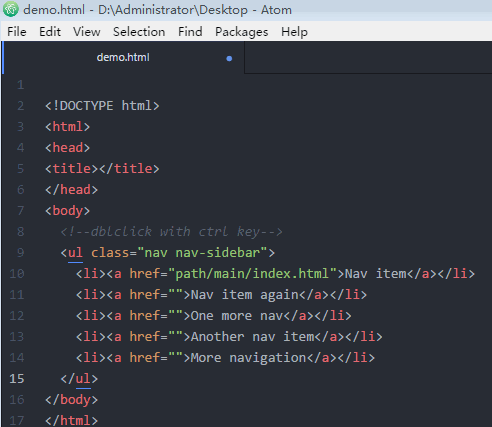 demo.html - D:\Administrator\Desktop - Atom
File Edit View Selection Find Packages Help
demo.html
1
2 <!DOCTYPE html>
3 <html>
4 <head>
5 <title></title>
6 </head>
7 <body>
8 <!--dblclick with ctrl key-->
9 <ul class="nav nav-sidebar">
10 <li><a href="path/main/index.html">Nav item</a></li>
11 <li><a href="">Nav item again</a></li>
12 <li><a href="">One more nav</a></li>
13 <li><a href="">Another nav item</a></li>
14 <li><a href="">More navigation</a></li>
15 </ul>
16 </body>
17 </html>